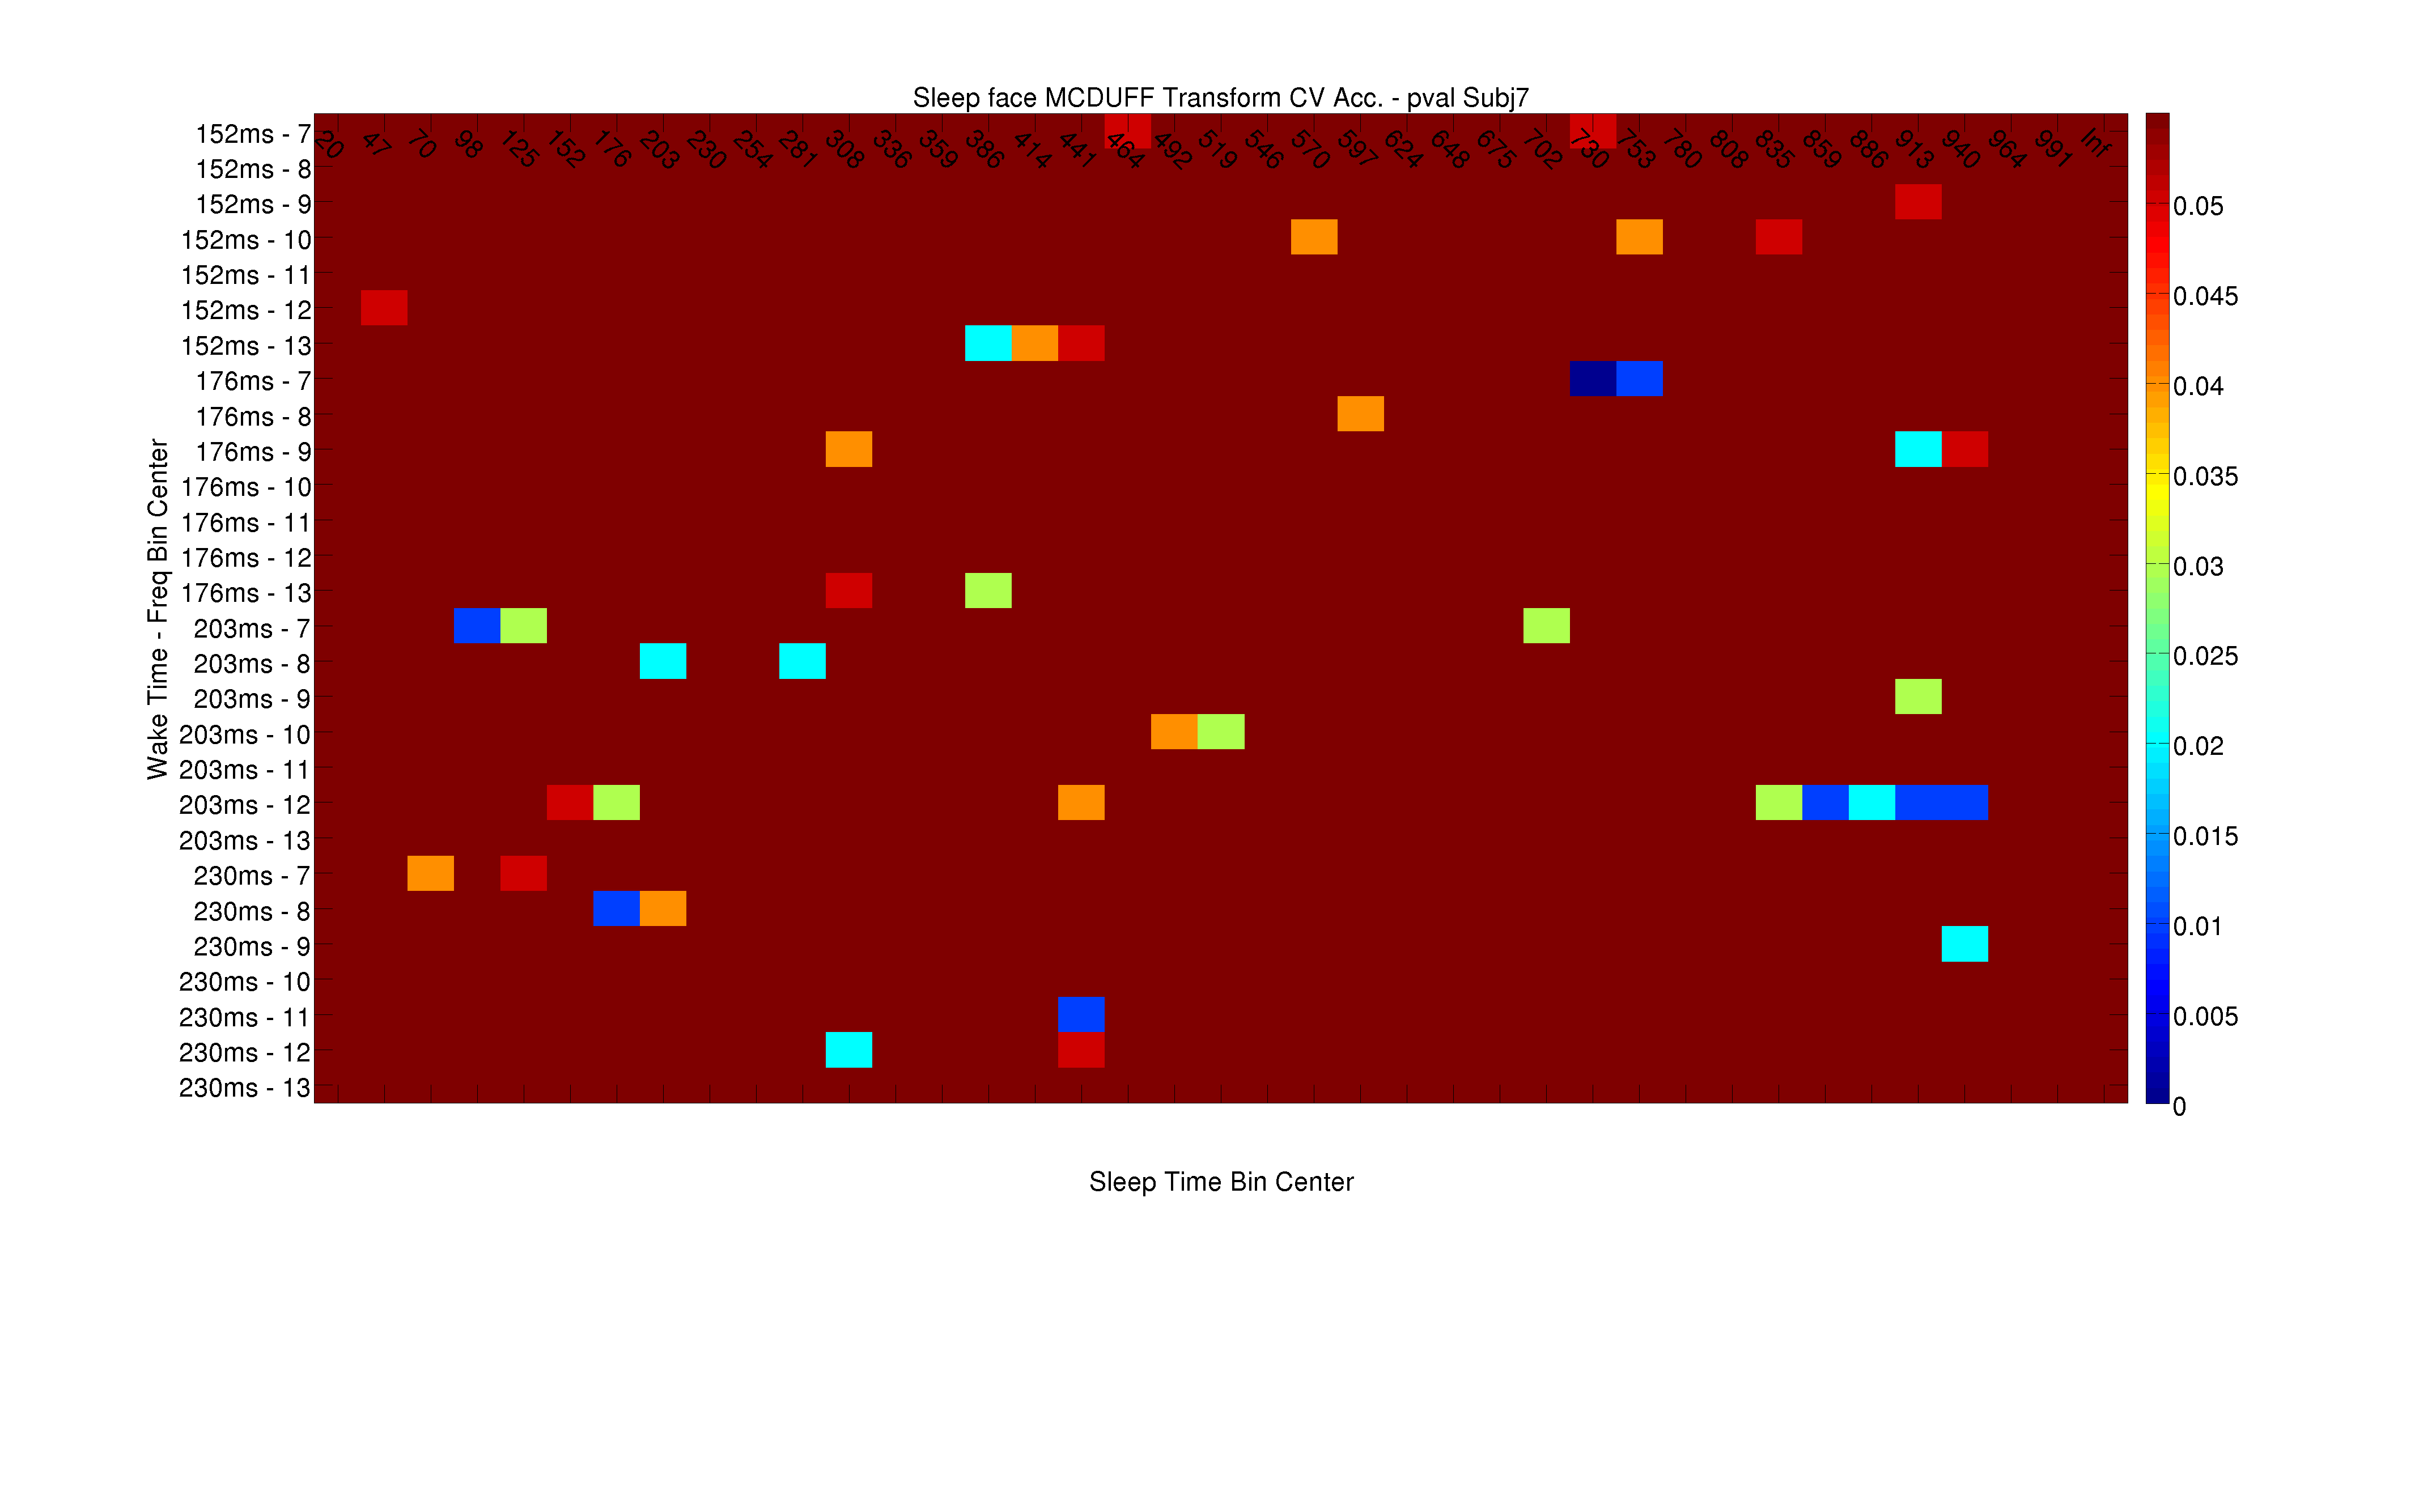 Sleep face MCDUFF Transform CV Acc. - pval Subj7
152ms - 7
152ms - 8
152ms - 9
152ms - 10
152ms - 11
152ms - 12
152ms - 13
176ms - 7
176ms - 8
176ms - 9
176ms - 10
176ms - 11
176ms - 12
176ms - 13
203ms - 7
203ms - 8
203ms - 9
203ms - 10
203ms - 11
203ms - 12
203ms - 13
230ms - 7
230ms - 8
230ms - 9
230ms - 10
230ms - 11
230ms - 12
230ms - 13
Wake Time - Freq Bin Center
20 47 70 98 125 152 176 203 230 254 281 308 336 359 386 414 441 464 492 519 546 570 597 624 648 675 702 730 753 780 808 835 859 886 913 940 964 991 Inf
0.05
0.045
0.04
0.035
0.03
0.025
0.02
0.015
0.01
0.005
0
Sleep Time Bin Center